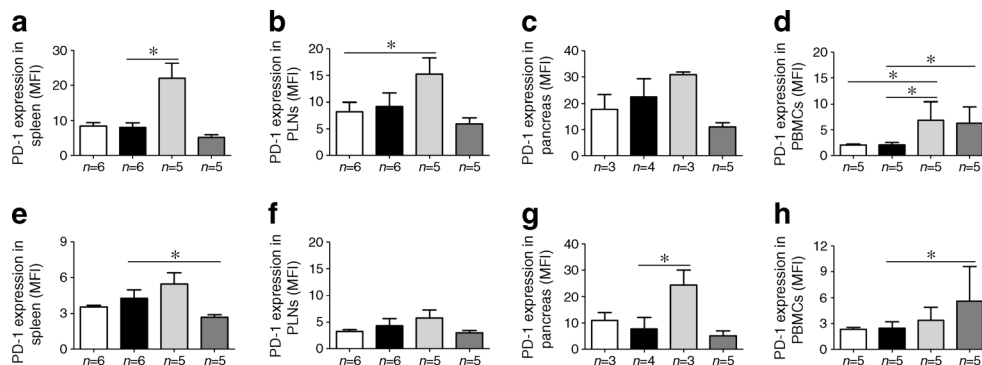 a
PD-1 expression in
spleen (MFI)
30
20
10
0
*
n=6 n=6 n=5 n=5
b
PD-1 expression in
PLNs (MFI)
20
15
10
5
0
*
n=6 n=6 n=5 n=5
c
PD-1 expression in
pancreas (MFI)
40
30
20
10
0
n=3 n=4 n=3 n=5
d
PD-1 expression in
PBMCs (MFI)
20
15
10
5
0
*
*
*
n=5 n=5 n=5 n=5
e
PD-1 expression in
spleen (MFI)
9
6
3
0
*
n=6 n=6 n=5 n=5
f
PD-1 expression in
PLNs (MFI)
20
15
10
5
0
n=6 n=6 n=5 n=5
g
PD-1 expression in
pancreas (MFI)
40
30
20
10
0
*
n=3 n=4 n=3 n=5
h
PD-1 expression in
PBMCs (MFI)
12
9
6
3
0
*
n=5 n=5 n=5 n=5